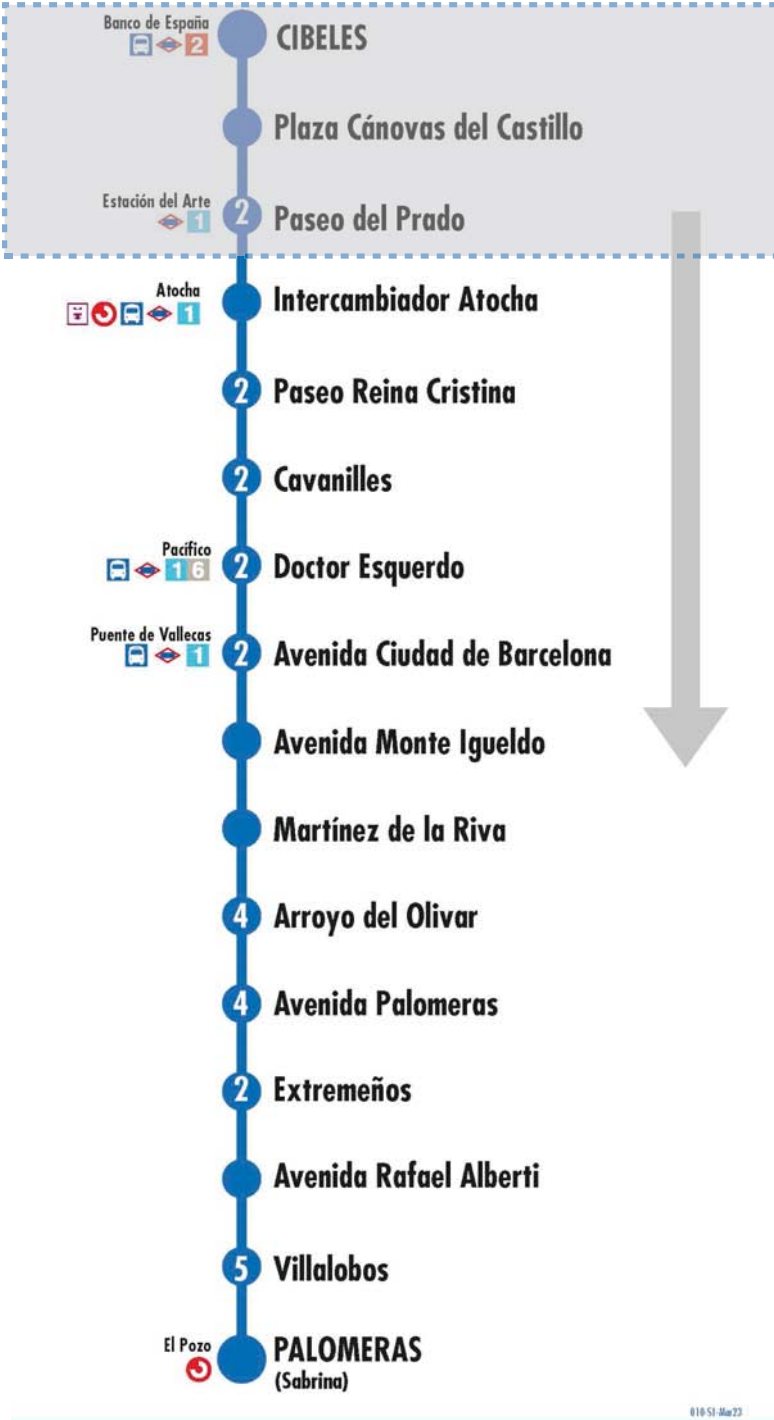 Banco de España
2
CIBELES
Plaza Cánovas del Castillo
Estación del Arte
1
2
Paseo del Prado
Atocha
1
Intercambiador Atocha
2
Paseo Reina Cristina
2
Cavanilles
Pacífico
1 6
2
Doctor Esquerdo
Puente de Vallecas
1
2
Avenida Ciudad de Barcelona
Avenida Monte Igueldo
Martínez de la Riva
4
Arroyo del Olivar
4
Avenida Palomeras
2
Extremeños
Avenida Rafael Alberti
5
Villalobos
El Pozo
PALOMERAS
(Sabrina)
010-S1-Mar23